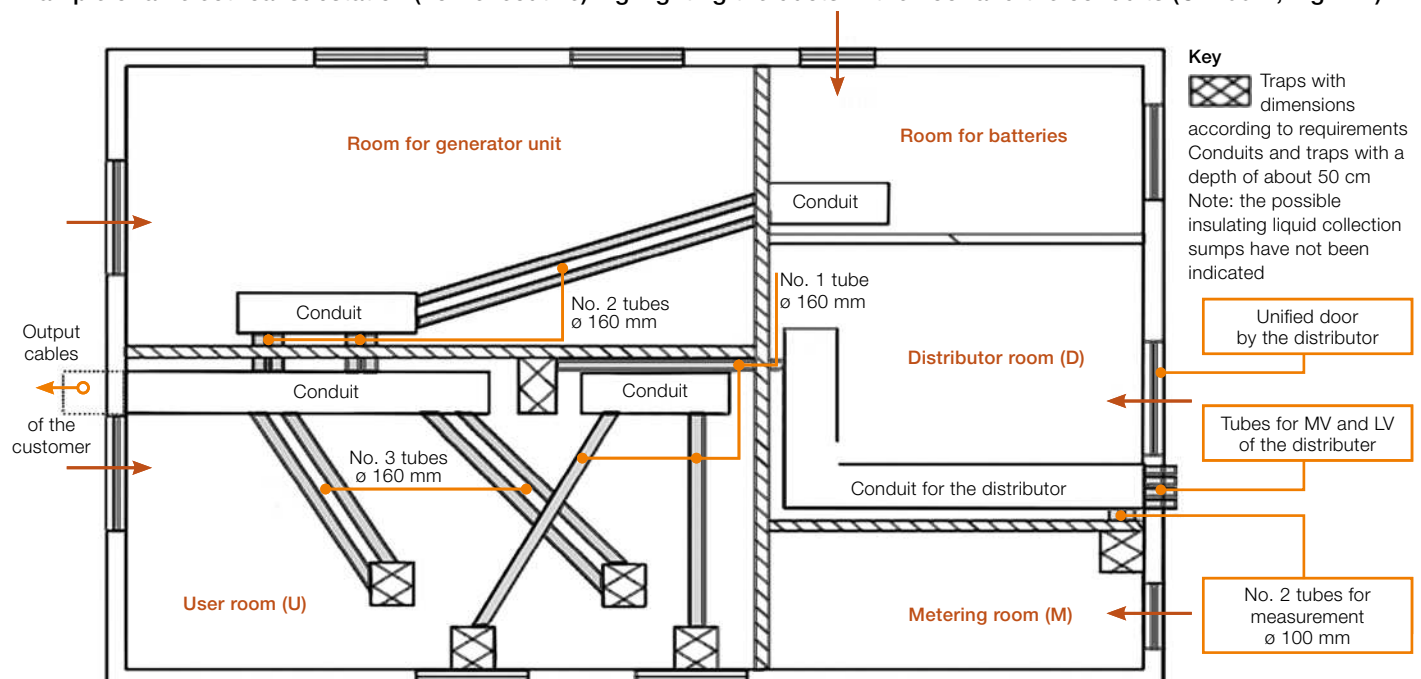 Key
Traps with
dimensions
according to requirements
Conduits and traps with a
depth of about 50 cm
Note: the possible
insulating liquid collection
sumps have not been
indicated
Room for generator unit
Room for batteries
Conduit
No. 1 tube
ø 160 mm
No. 2 tubes
ø 160 mm
Conduit
Output
cables
of the
customer
Conduit
Conduit
Distributor room (D)
Unified door
by the distributor
Tubes for MV and LV
of the distributer
No. 3 tubes
ø 160 mm
Conduit for the distributor
User room (U)
Metering room (M)
No. 2 tubes for
measurement
ø 100 mm